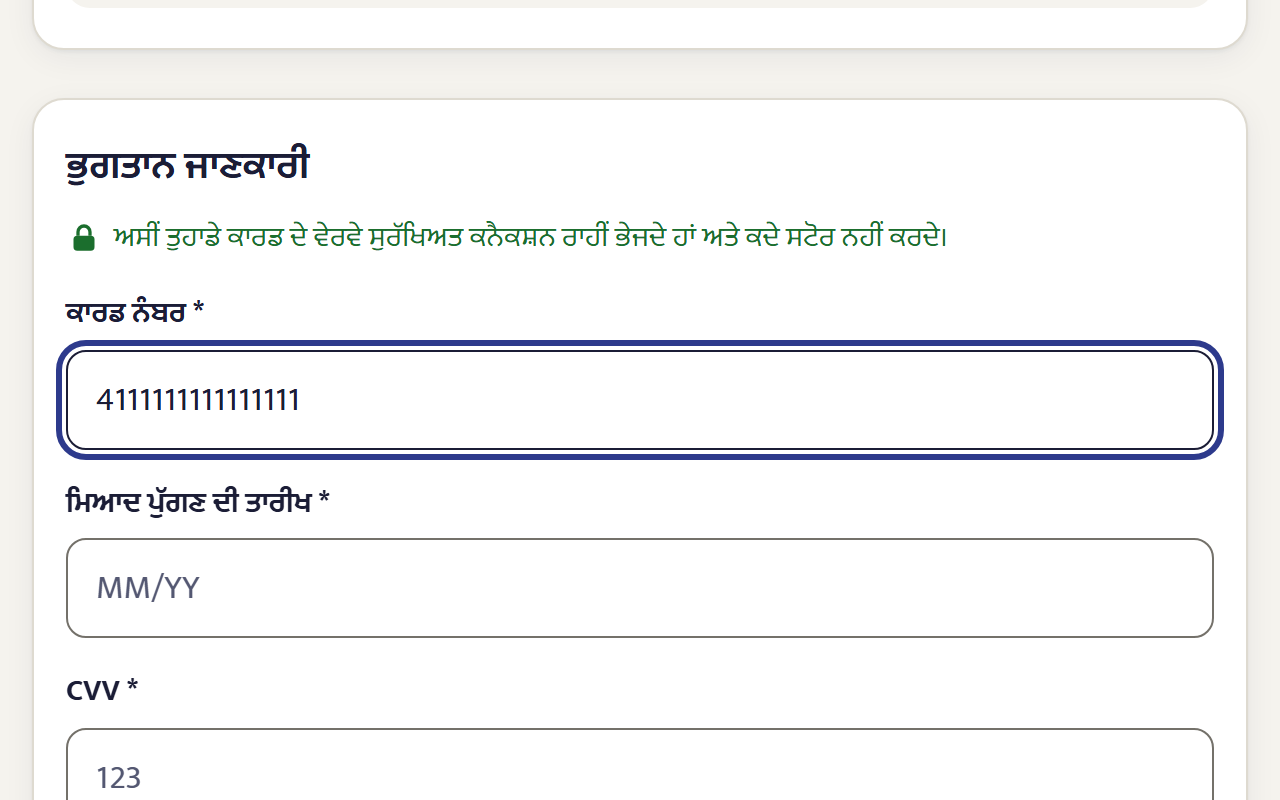 ਭੁਗਤਾਨ ਜਾਣਕਾਰੀ
ਅਸੀਂ ਤੁਹਾਡੇ ਕਾਰਡ ਦੇ ਵੇਰਵੇ ਸੁਰੱਖਿਅਤ ਕਨੈਕਸ਼ਨ ਰਾਹੀਂ ਭੇਜਦੇ ਹਾਂ ਅਤੇ ਕਦੇ ਸਟੋਰ ਨਹੀਂ ਕਰਦੇ।
ਕਾਰਡ ਨੰਬਰ *
4111111111111111
ਮਿਆਦ ਪੁੱਗਣ ਦੀ ਤਾਰੀਖ *
MM/YY
CVV *
123